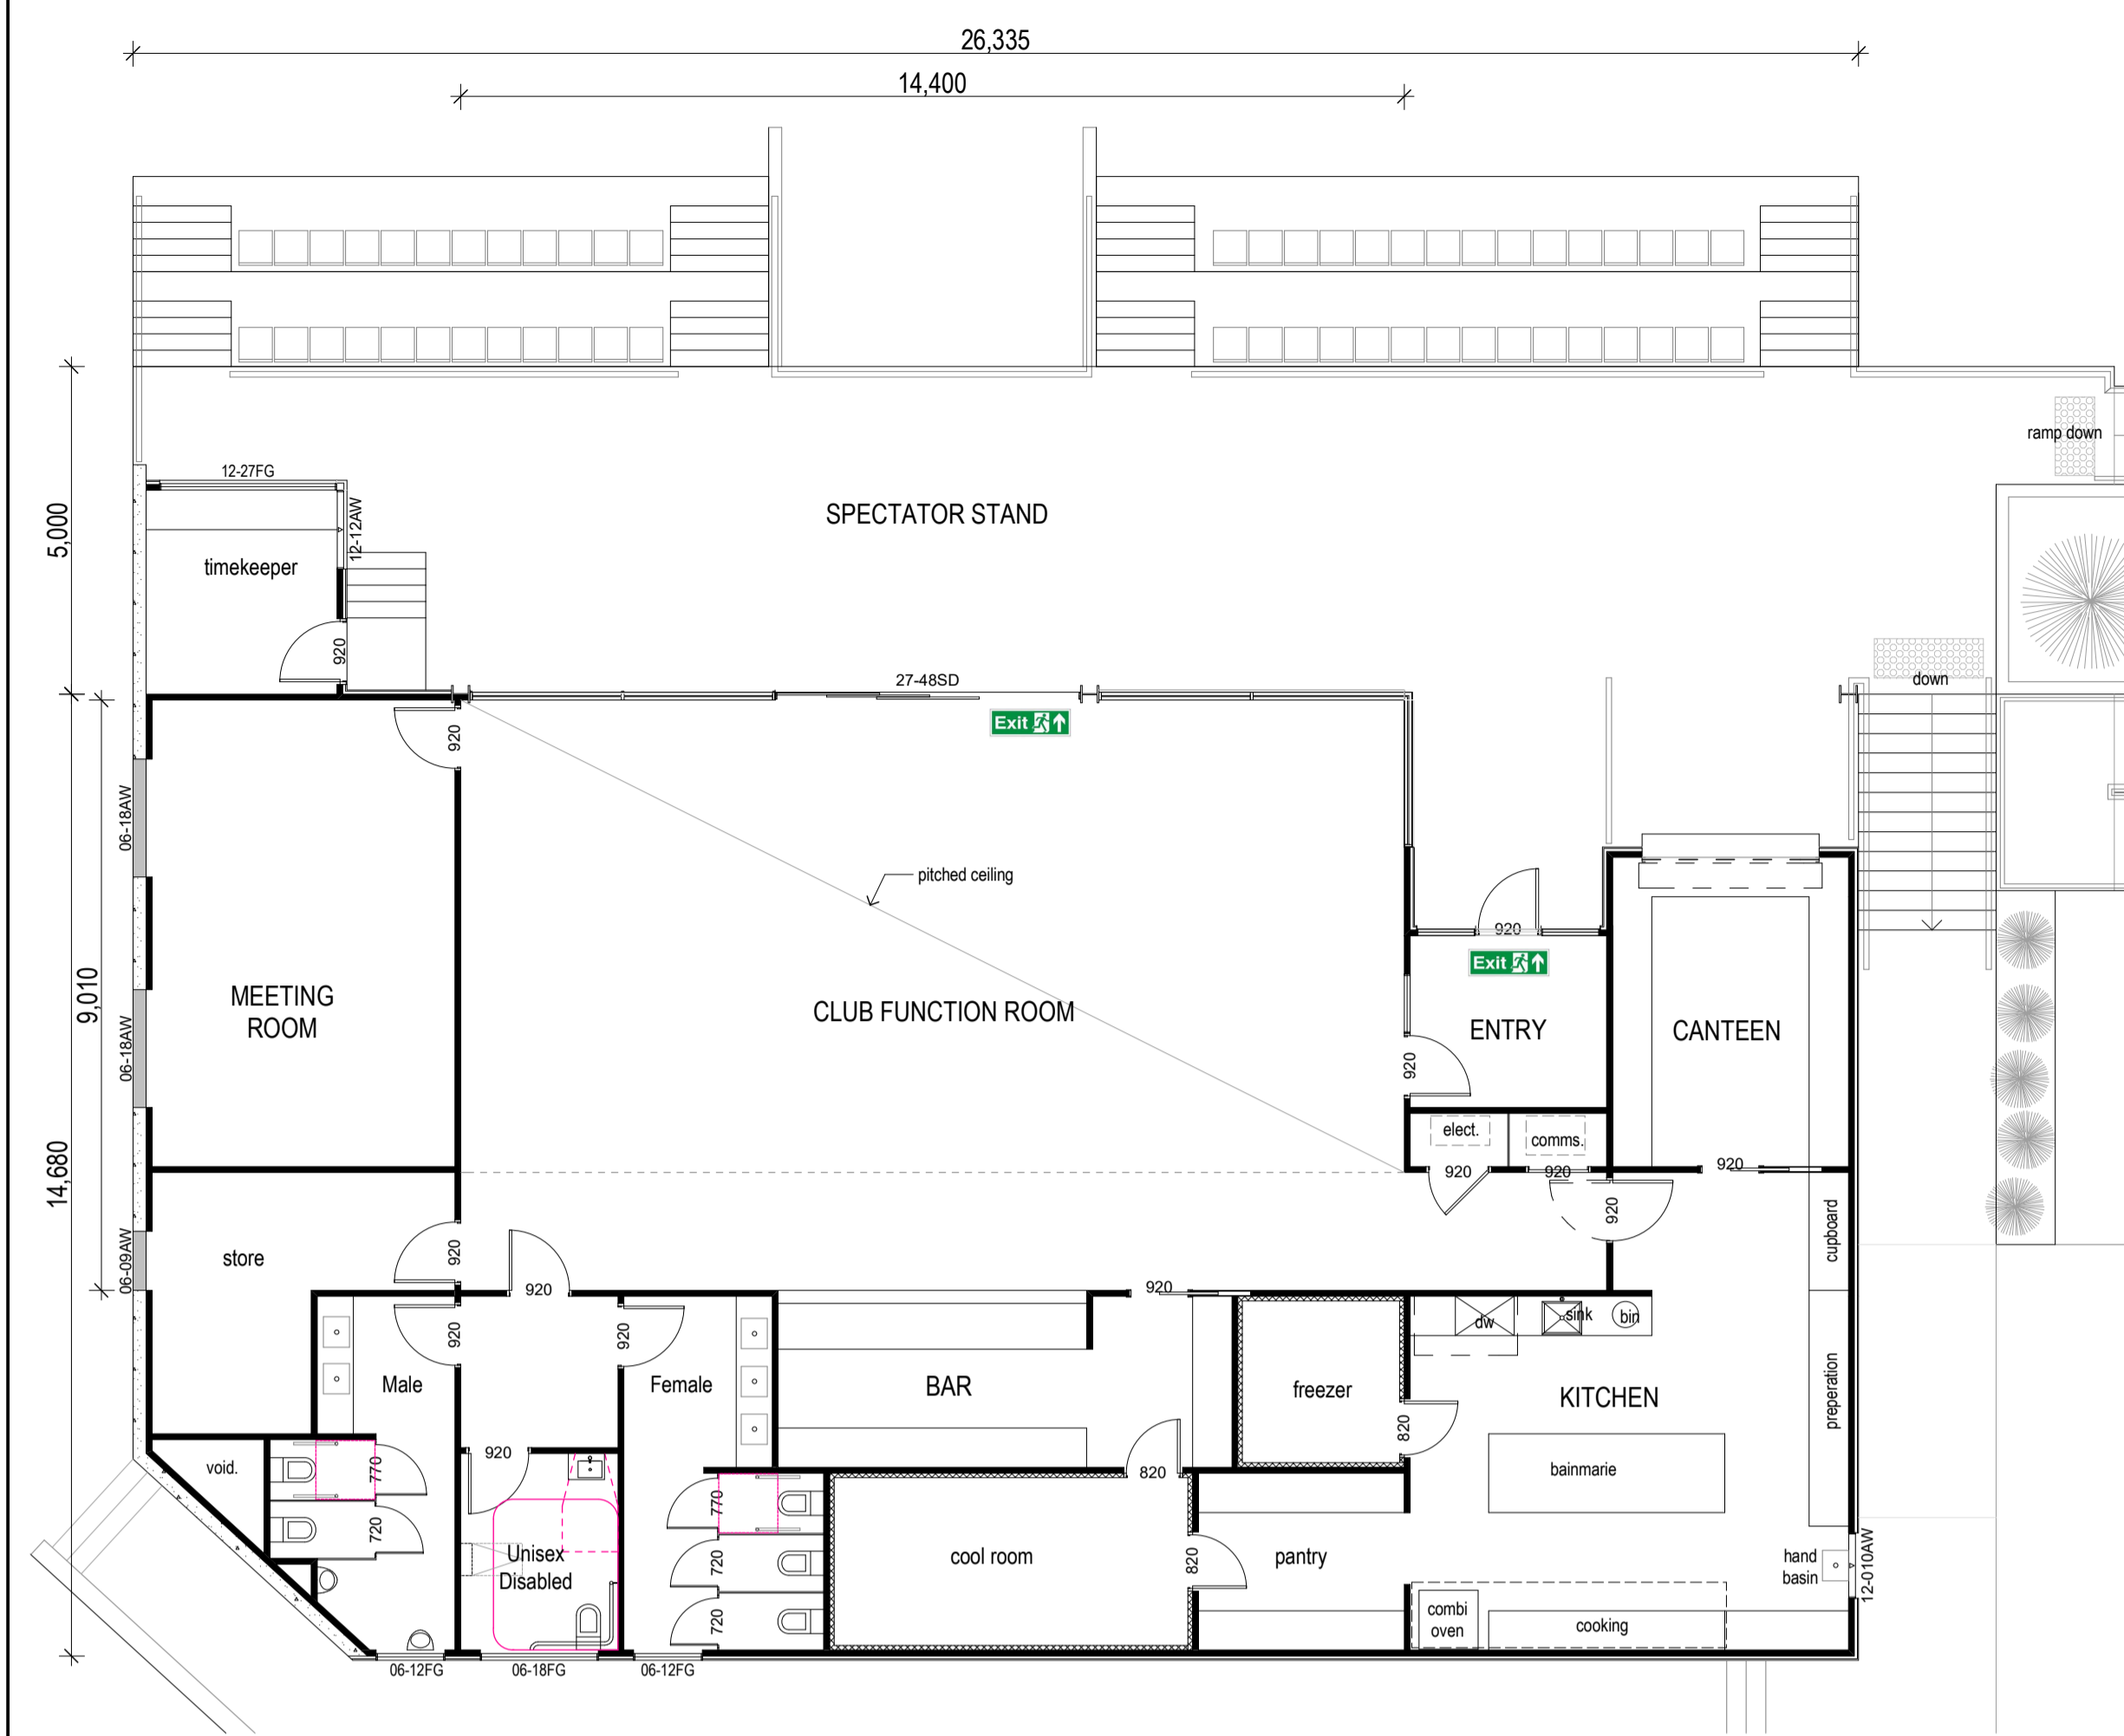 26,335
14,400
ramp down
12-27FG
SPECTATOR STAND
12-12AW
5,000
timekeeper
920
27-48SD
down
Exit
920
06-18AW
pitched ceiling
920
Exit
9,010
MEETING
ROOM
CLUB FUNCTION ROOM
ENTRY
CANTEEN
06-18AW
920
elect.
comms.
14,680
920
920
920
920
cupboard
store
920
06-09AW
920
920
920
920
dw
sink
bin
Male
Female
BAR
freezer
KITCHEN
preperation
820
920
820
void.
770
770
bainmarie
720
Unisex
Disabled
720
cool room
820
pantry
hand
basin
12-010AW
720
combi
oven
cooking
06-12FG
06-18FG
06-12FG